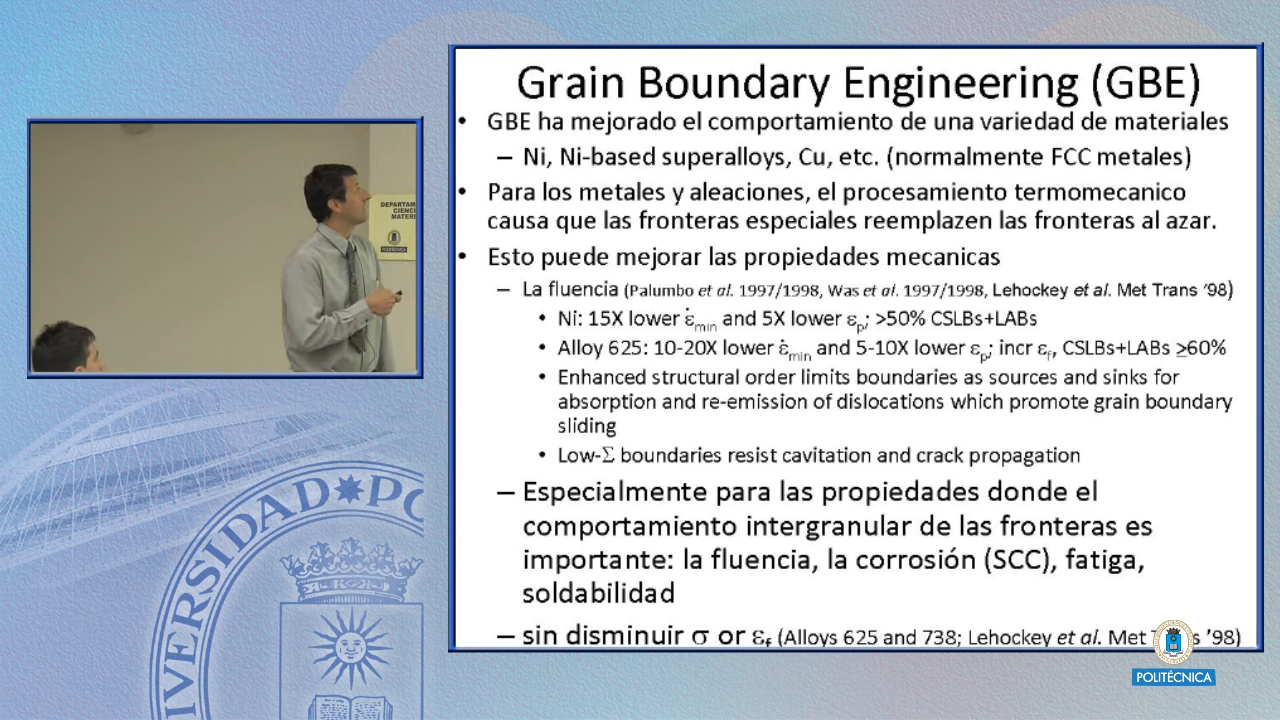 Grain Boundary Engineering (GBE)
• GBE ha mejorado el comportamiento de una variedad de materiales
– Ni, Ni-based superalloys, Cu, etc. (normalmente FCC metales)
• Para los metales y aleaciones, el procesamiento termomecanico
causa que las fronteras especiales reemplazen las fronteras al azar.
• Esto puede mejorar las propiedades mecanicas
– La fluencia (Palumbo et al. 1997/1998, Was et al. 1997/1998, Lehockey et al. Met Trans ’98)
• Ni: 15X lower ε̇min and 5X lower εp; >50% CSLBs+LABs
• Alloy 625: 10-20X lower ε̇min and 5-10X lower εp; incr εf, CSLBs+LABs ≥60%
• Enhanced structural order limits boundaries as sources and sinks for
absorption and re-emission of dislocations which promote grain boundary
sliding
• Low-Σ boundaries resist cavitation and crack propagation
– Especialmente para las propiedades donde el
comportamiento intergranular de las fronteras es
importante: la fluencia, la corrosión (SCC), fatiga,
soldabilidad
– sin disminuir σ or εf (Alloys 625 and 738; Lehockey et al. Met ’98)
DEPARTAM
CIENCI
MATERI
POLITÉCNICA
VERSIDAD PO
POLITÉCNICA